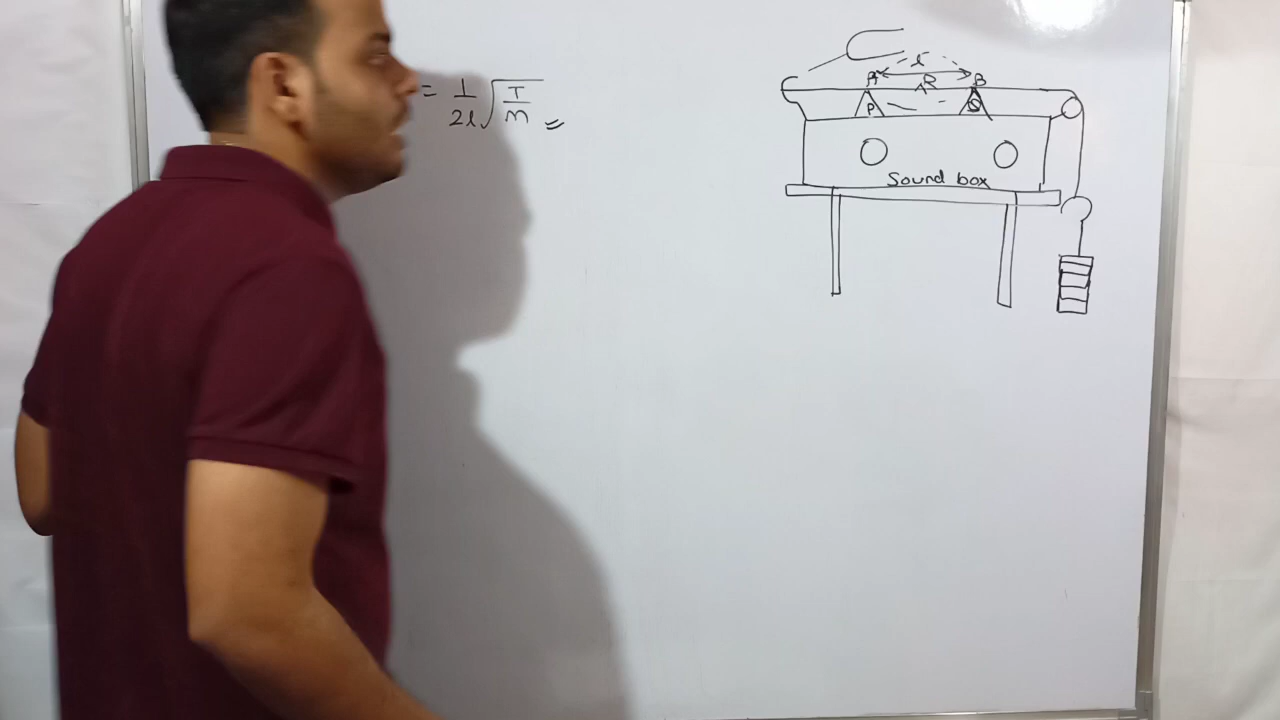 = 1/2l √T/m
l
A R B
P Q
Sound box